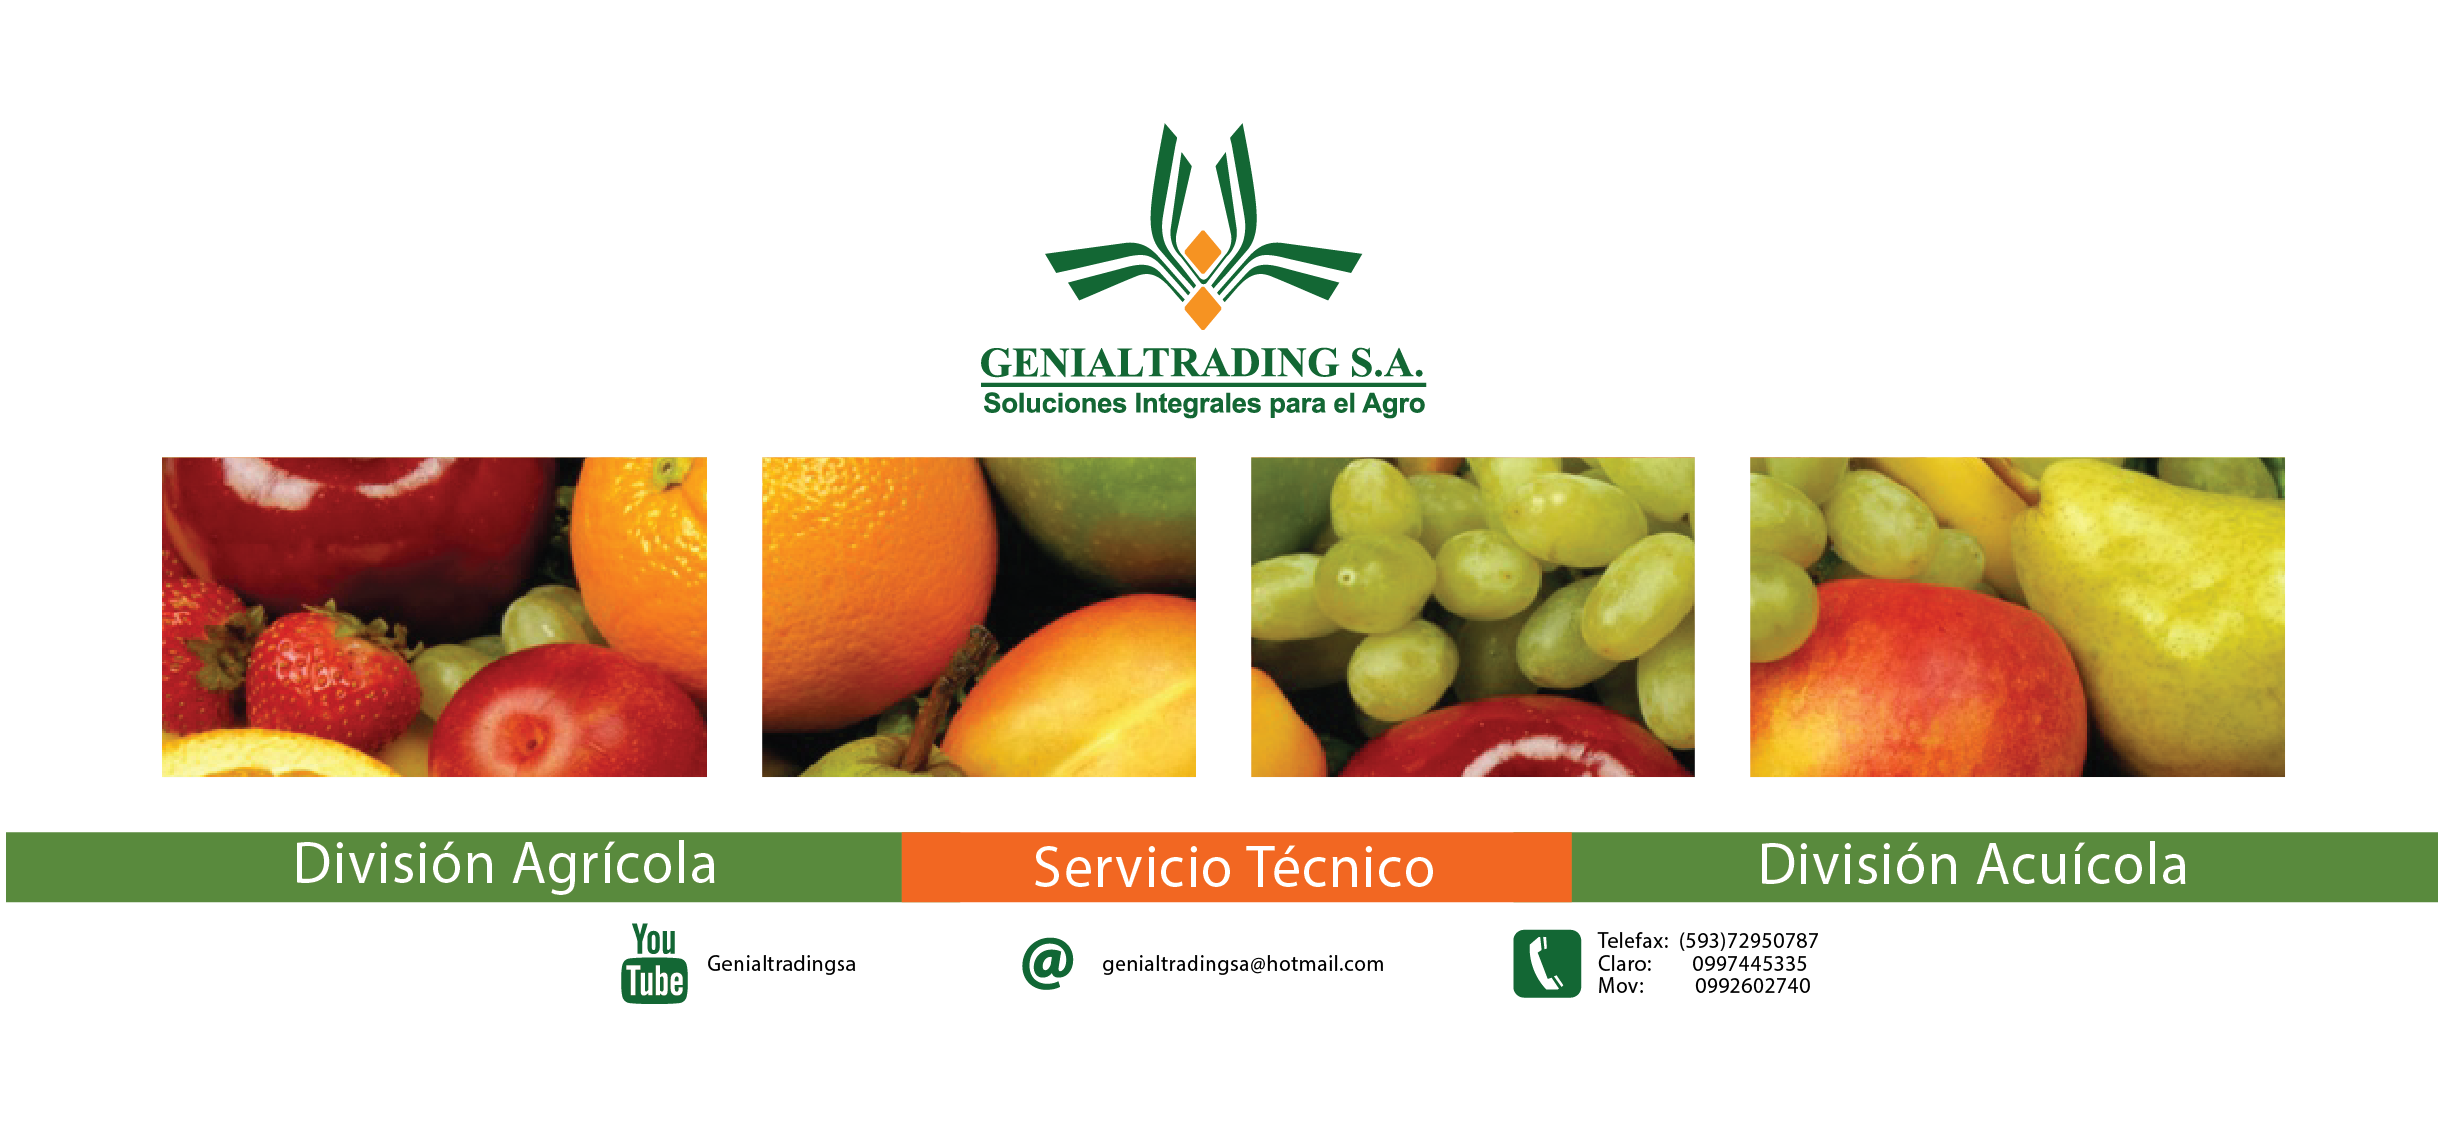 GENIALTRADING S.A.
Soluciones Integrales para el Agro
División Agrícola
Servicio Técnico
División Acuícola
You
Tube
Genialtradingsa
@
genialtradingsa@hotmail.com
Telefax: (593)72950787
Claro: 0997445335
Mov: 0992602740